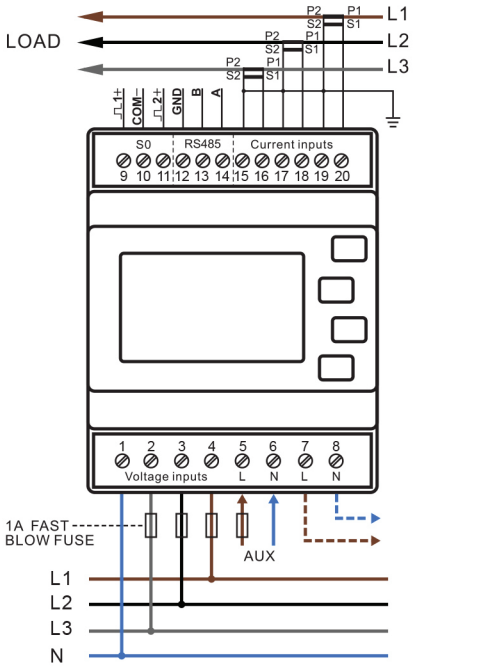 P2 P1 L1
S2 S1
LOAD P2 P1 L2
S2 S1
P2 P1 L3
S2 S1
1+ COM− 2+ GND B A
S0 RS485 Current inputs
9 10 11 12 13 14 15 16 17 18 19 20
1 2 3 4 5 6 7 8
Voltage inputs L N L N
1A FAST
BLOW FUSE
AUX
L1
L2
L3
N